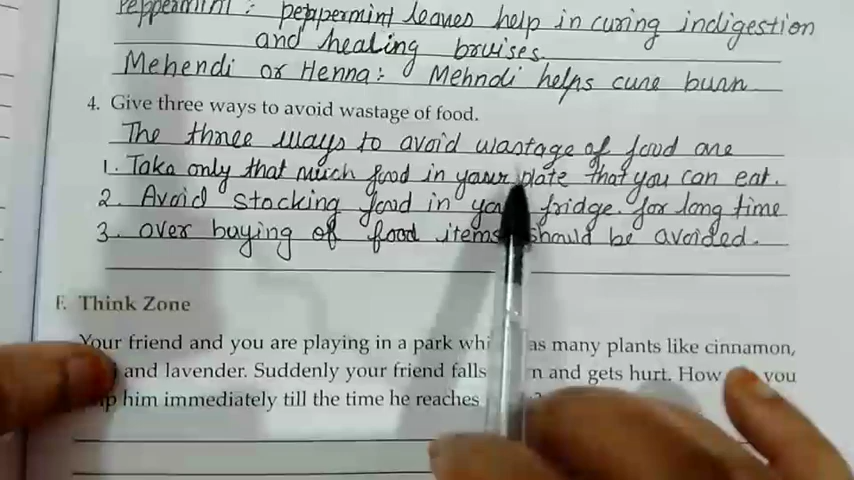 Peppermint : peppermint leaves help in curing indigestion
and healing bruises.
Mehendi or Henna :- Mehndi helps cure burn
4. Give three ways to avoid wastage of food.
The three ways to avoid wastage of food are
1. Take only that much food in your plate that you can eat.
2. Avoid stocking food in your fridge. for long time
3. over buying of food items should be avoided.
F. Think Zone
Your friend and you are playing in a park as many plants like cinnamon,
and lavender. Suddenly your friend falls and gets hurt. How you
him immediately till the time he reaches